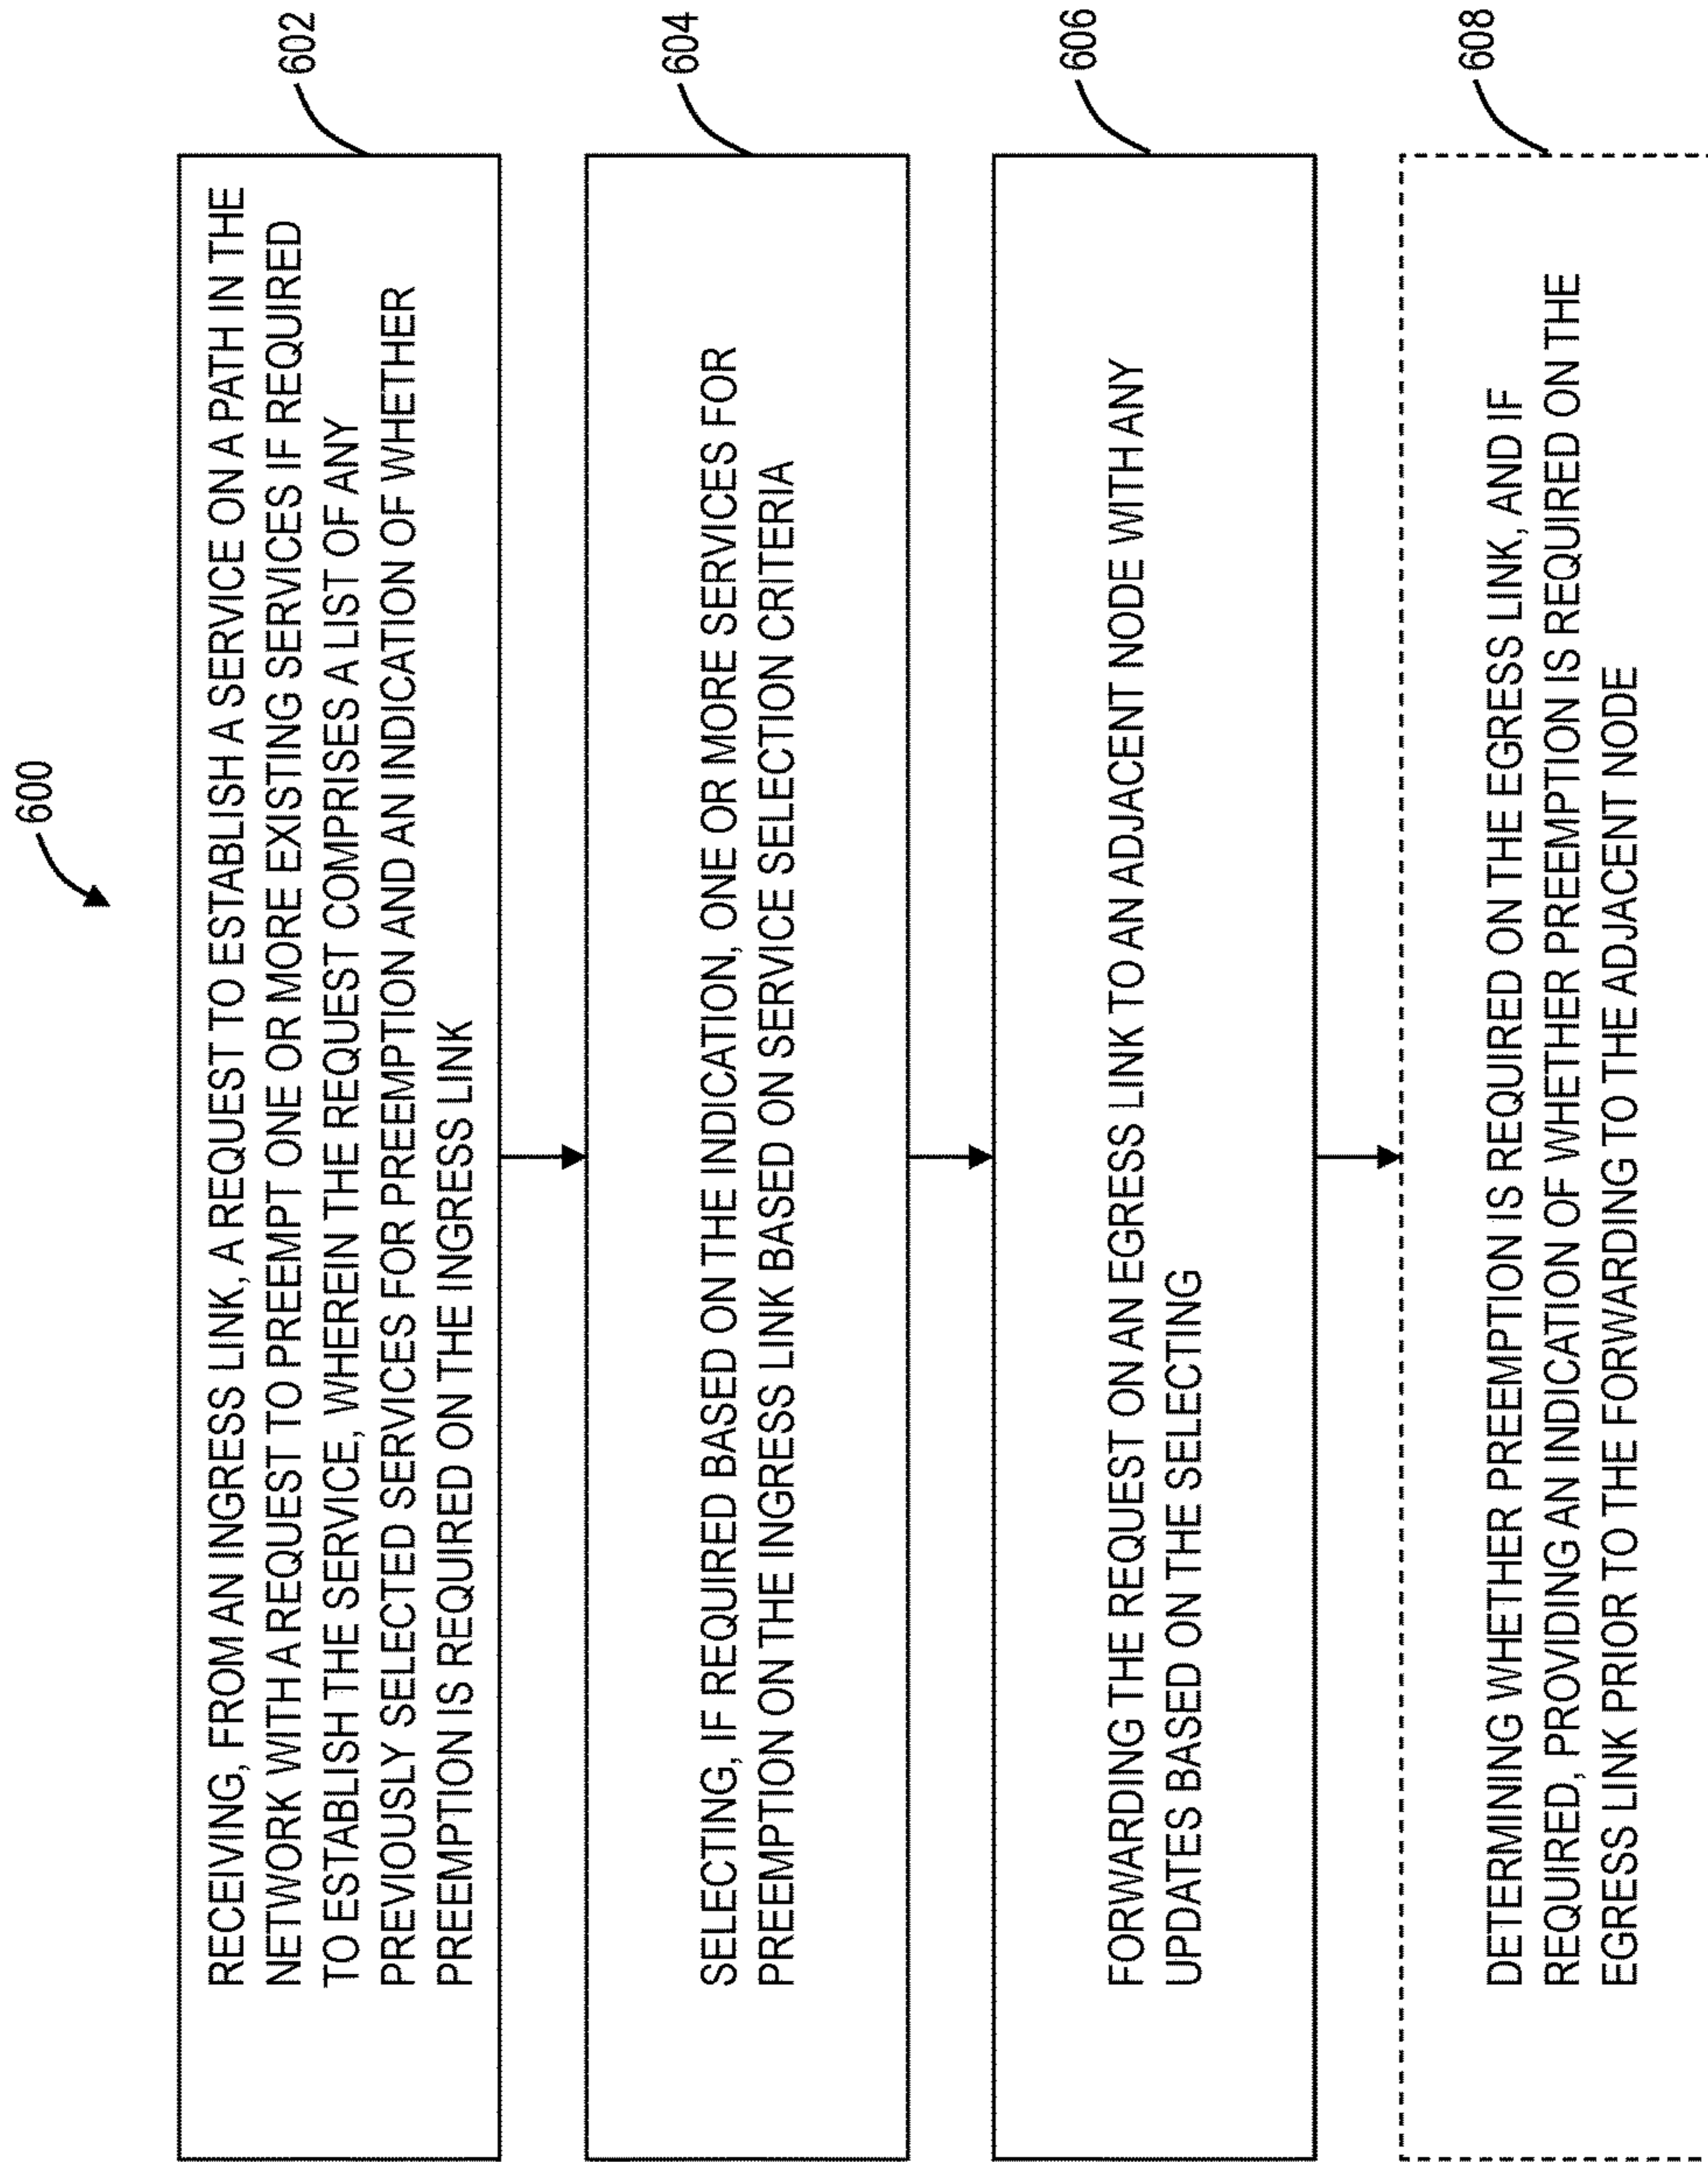 600
RECEIVING, FROM AN INGRESS LINK, A REQUEST TO ESTABLISH A SERVICE ON A PATH IN THE
NETWORK WITH A REQUEST TO PREEMPT ONE OR MORE EXISTING SERVICES IF REQUIRED
TO ESTABLISH THE SERVICE, WHEREIN THE REQUEST COMPRISES A LIST OF ANY
PREVIOUSLY SELECTED SERVICES FOR PREEMPTION AND AN INDICATION OF WHETHER
PREEMPTION IS REQUIRED ON THE INGRESS LINK
602
SELECTING, IF REQUIRED BASED ON THE INDICATION, ONE OR MORE SERVICES FOR
PREEMPTION ON THE INGRESS LINK BASED ON SERVICE SELECTION CRITERIA
604
FORWARDING THE REQUEST ON AN EGRESS LINK TO AN ADJACENT NODE WITH ANY
UPDATES BASED ON THE SELECTING
606
DETERMINING WHETHER PREEMPTION IS REQUIRED ON THE EGRESS LINK, AND IF
REQUIRED, PROVIDING AN INDICATION OF WHETHER PREEMPTION IS REQUIRED ON THE
EGRESS LINK PRIOR TO THE FORWARDING TO THE ADJACENT NODE
608